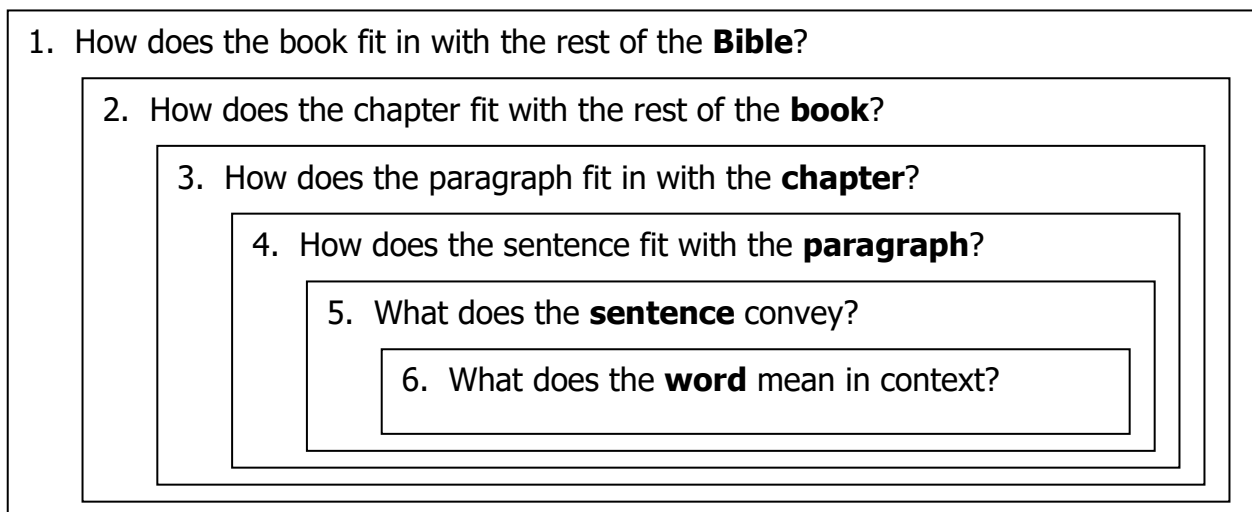 1. How does the book fit in with the rest of the Bible?
2. How does the chapter fit with the rest of the book?
3. How does the paragraph fit in with the chapter?
4. How does the sentence fit with the paragraph?
5. What does the sentence convey?
6. What does the word mean in context?